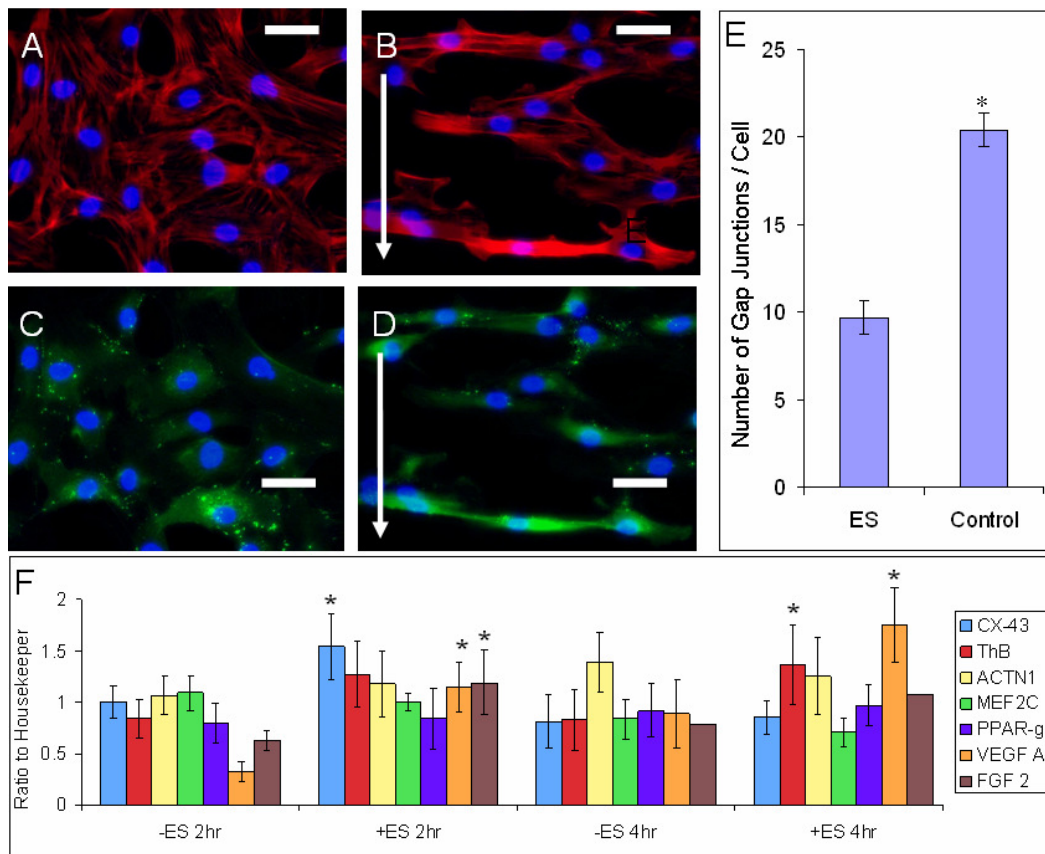 A
B
E
C
D
E
25
20
15
10
5
0
*
Number of Gap Junctions / Cell
ES
Control
F
2
1.5
1
0.5
0
Ratio to Housekeeper
*
*
*
*
*
-ES 2hr
+ES 2hr
-ES 4hr
+ES 4hr
CX-43
ThB
ACTN1
MEF2C
PPAR-g
VEGF A
FGF 2